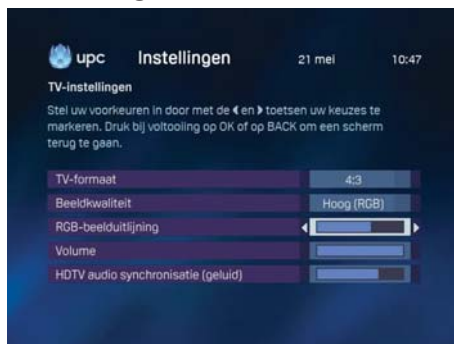 upc Instellingen 21 mei 10:47
TV-instellingen
Stel uw voorkeuren in door met de ◀ en ▶ toetsen uw keuzes te
markeren. Druk bij voltooiing op OK of op BACK om een scherm
terug te gaan.
TV-formaat 4:3
Beeldkwaliteit Hoog (RGB)
RGB-beelduitlijning
Volume
HDTV audio synchronisatie (geluid)